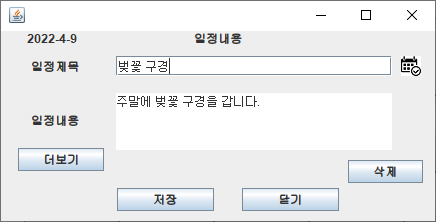 2022-4-9 일정내용
일정제목 벚꽃 구경
일정내용 주말에 벚꽃 구경을 갑니다.
더보기
삭제
저장 닫기